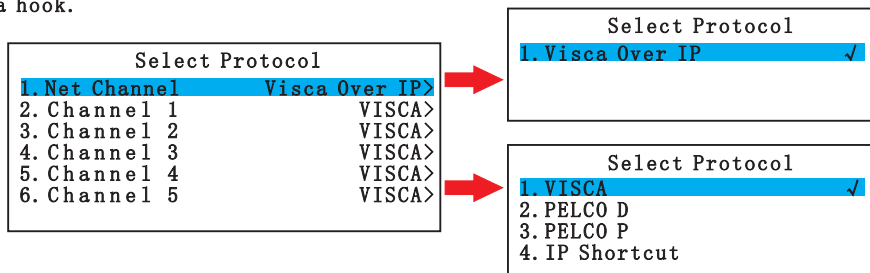 a hook.
Select Protocol
1. Net Channel Visca Over IP>
2. Channel 1 VISCA>
3. Channel 2 VISCA>
4. Channel 3 VISCA>
5. Channel 4 VISCA>
6. Channel 5 VISCA>
Select Protocol
1. Visca Over IP √
Select Protocol
1. VISCA √
2. PELCO D
3. PELCO P
4. IP Shortcut